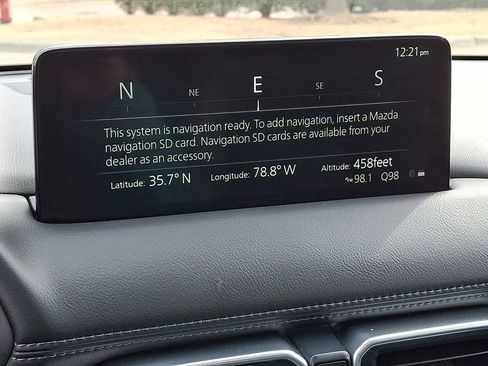 12:21pm
N NE E SE S
This system is navigation ready. To add navigation, insert a Mazda
navigation SD card. Navigation SD cards are available from your
dealer as an accessory.
Latitude: 35.7° N Longitude: 78.8° W Altitude: 458feet
FM 98.1 Q98